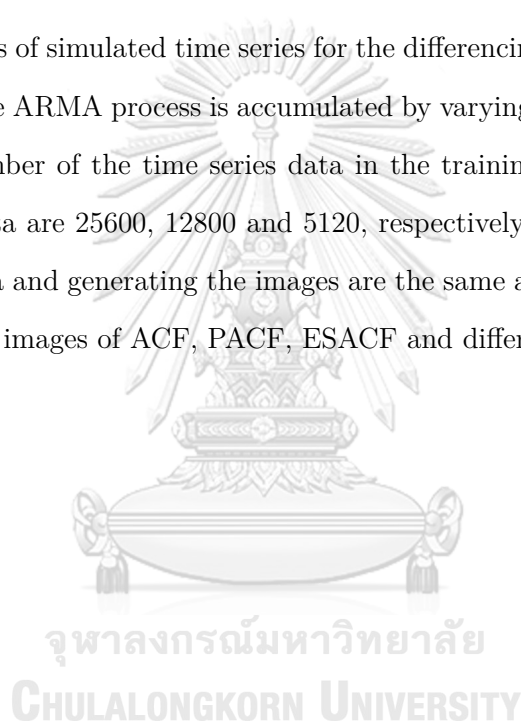 s of simulated time series for the differencin
e ARMA process is accumulated by varying
mber of the time series data in the trainin
ta are 25600, 12800 and 5120, respectively
a and generating the images are the same a
images of ACF, PACF, ESACF and differ
จุฬาลงกรณ์มหาวิทยาลัย
CHULALONGKORN UNIVERSITY